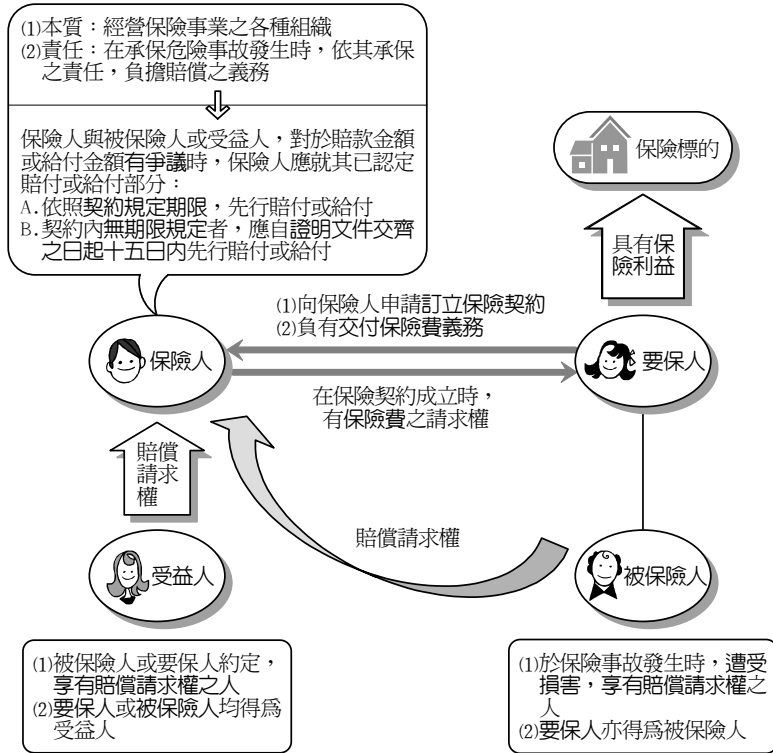 (1)本質：經營保險事業之各種組織
(2)責任：在承保危險事故發生時，依其承保
之責任，負擔賠償之義務
保險人與被保險人或受益人，對於賠款金額
或給付金額有爭議時，保險人應就其已認定
賠付或給付部分：
A.依照契約規定期限，先行賠付或給付
B.契約內無期限規定者，應自證明文件交齊
之日起十五日內先行賠付或給付
保險標的
具有保
險利益
(1)向保險人申請訂立保險契約
(2)負有交付保險費義務
保險人
要保人
在保險契約成立時，
有保險費之請求權
賠償
請求
權
賠償請求權
受益人
被保險人
(1)被保險人或要保人約定，
享有賠償請求權之人
(2)要保人或被保險人均得為
受益人
(1)於保險事故發生時，遭受
損害，享有賠償請求權之
人
(2)要保人亦得為被保險人